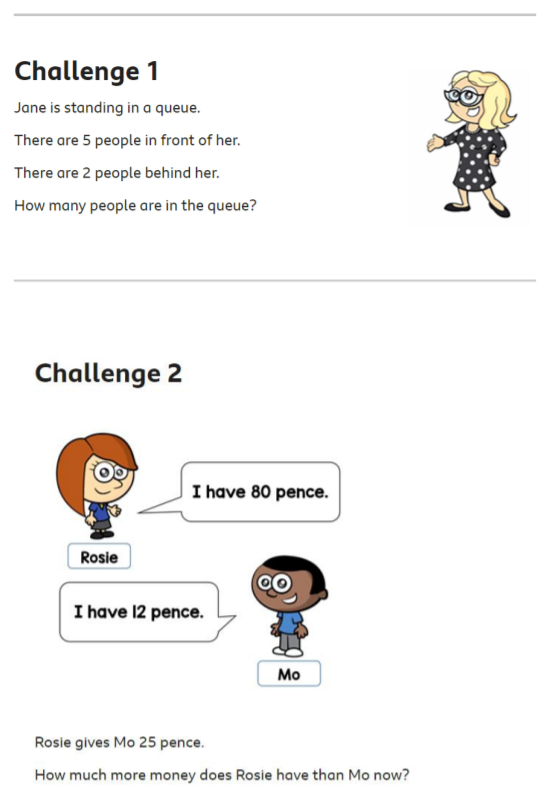 Challenge 1
Jane is standing in a queue.
There are 5 people in front of her.
There are 2 people behind her.
How many people are in the queue?
Challenge 2
I have 80 pence.
Rosie
I have 12 pence.
Mo
Rosie gives Mo 25 pence.
How much more money does Rosie have than Mo now?